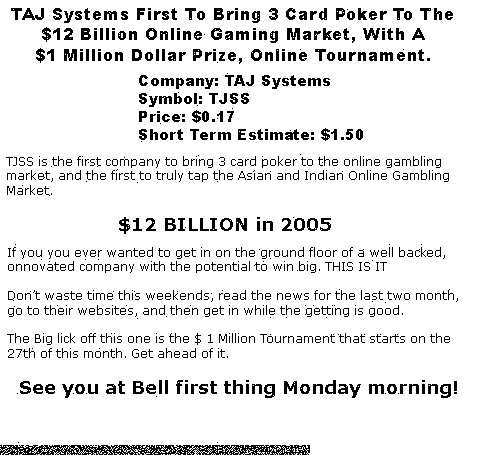 TAJ Systems First To Bring 3 Card Poker To The
$12 Billion Online Gaming Market, With A
$1 Million Dollar Prize, Online Tournament.
Company: TAJ Systems
Symbol: TJSS
Price: $0.17
Short Term Estimate: $1.50
TJSS is the first company to bring 3 card poker to the online gambling
market, and the first to truly tap the Asian and Indian Online Gambling
Market.
$12 BILLION in 2005
If you you ever wanted to get in on the ground floor of a well backed,
onnovated company with the potential to win big. THIS IS IT
Don't waste time this weekends; read the news for the last two month,
go to their websites, and then get in while the getting is good.
The Big lick off this one is the $ 1 Million Tournament that starts on the
27th of this month. Get ahead of it.
See you at Bell first thing Monday morning!